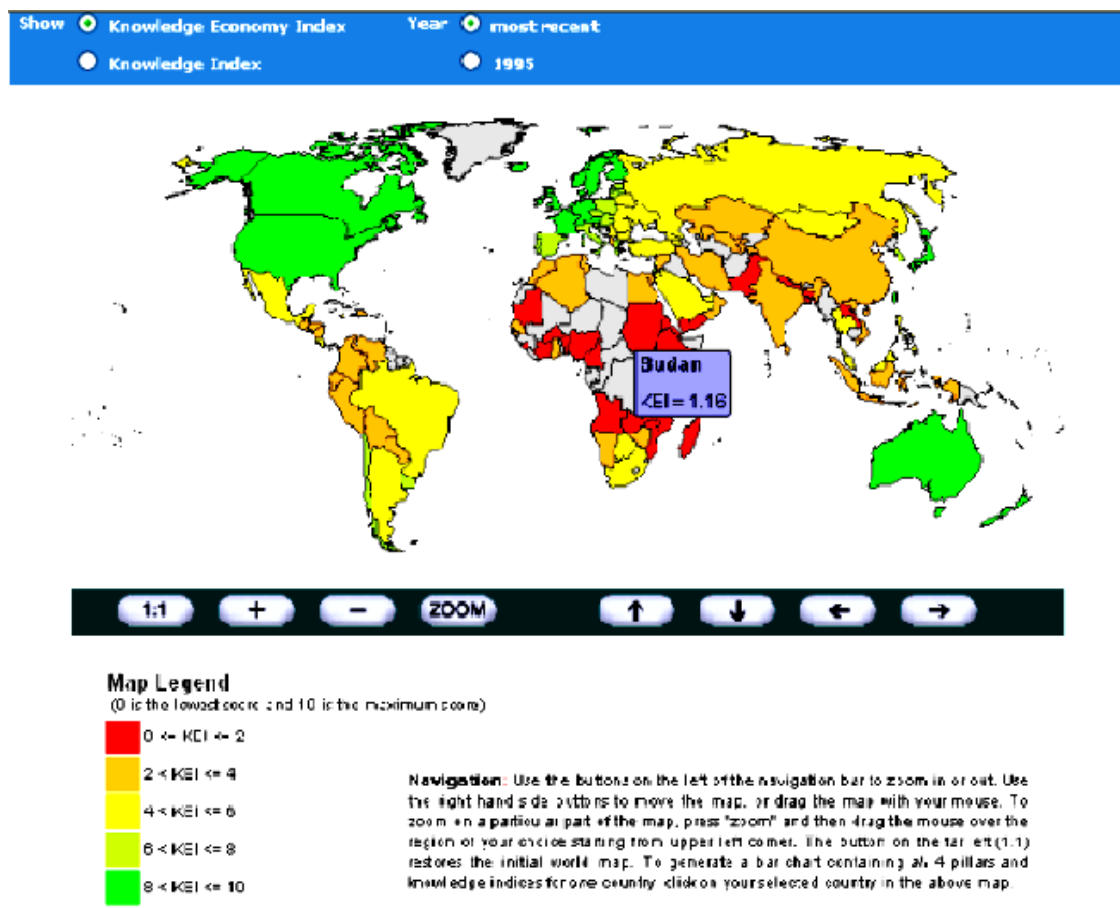 Show Knowledge Economy Index Year most recent
Knowledge Index 1995
Sudan
KEI = 1.16
1:1 + − ZOOM ↑ ↓ ← →
Map Legend
(0 is the lowest score and 10 is the maximum score)
0 <= KEI <= 2
2 < KEI <= 4
4 < KEI <= 6
6 < KEI <= 8
8 < KEI <= 10
Navigation: Use the buttons on the left of the navigation bar to zoom in or out. Use
the right hand side buttons to move the map, or drag the map with your mouse. To
zoom on a particular part of the map, press "zoom" and then drag the mouse over the
region of your choice starting from upper left corner. The button on the far left (1:1)
restores the initial world map. To generate a bar chart containing all 4 pillars and
knowledge indices for one country click on your selected country in the above map.